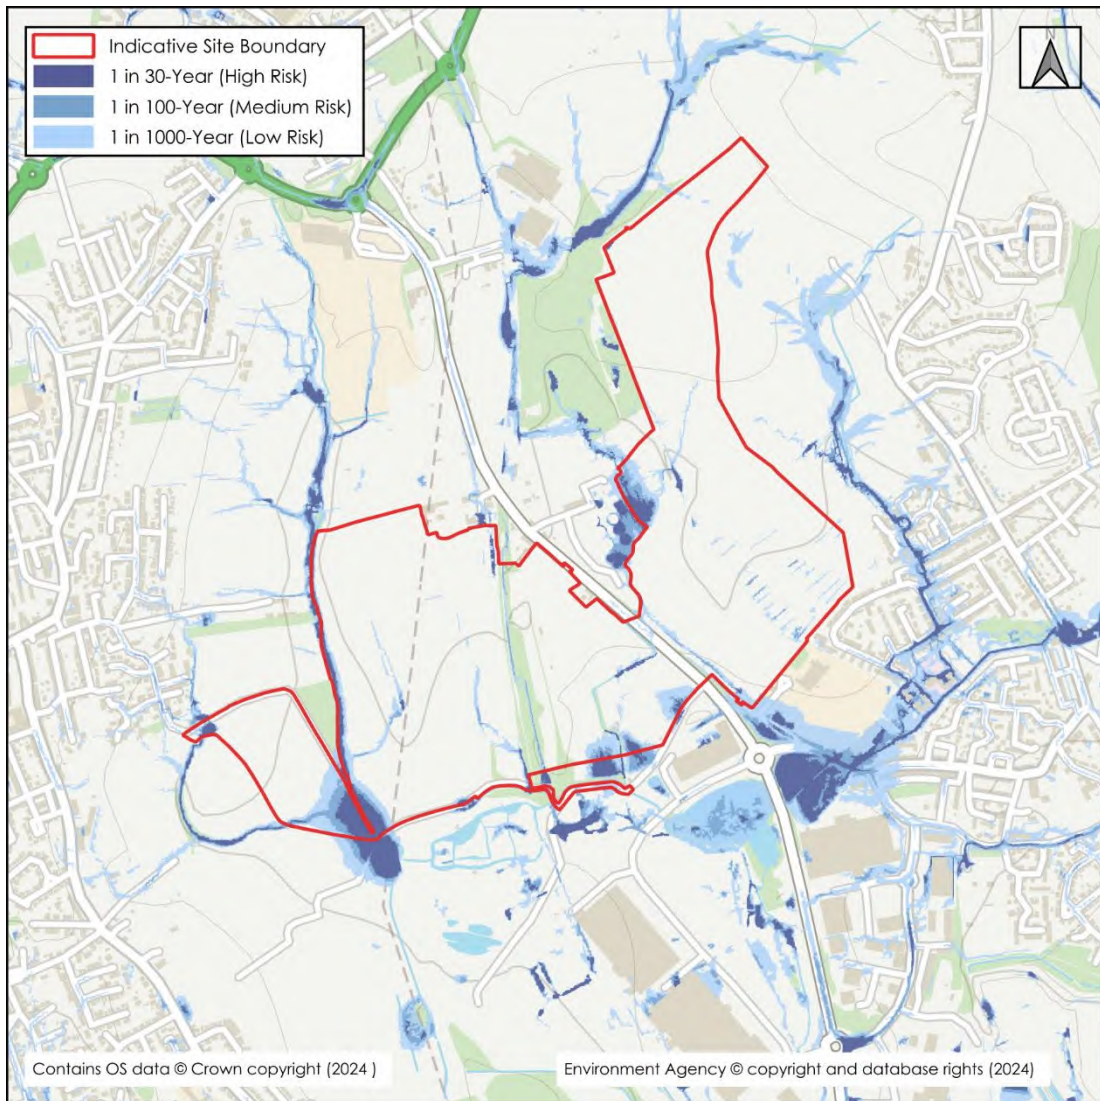 Indicative Site Boundary
1 in 30-Year (High Risk)
1 in 100-Year (Medium Risk)
1 in 1000-Year (Low Risk)
N
Contains OS data © Crown copyright (2024 )
Environment Agency © copyright and database rights (2024)